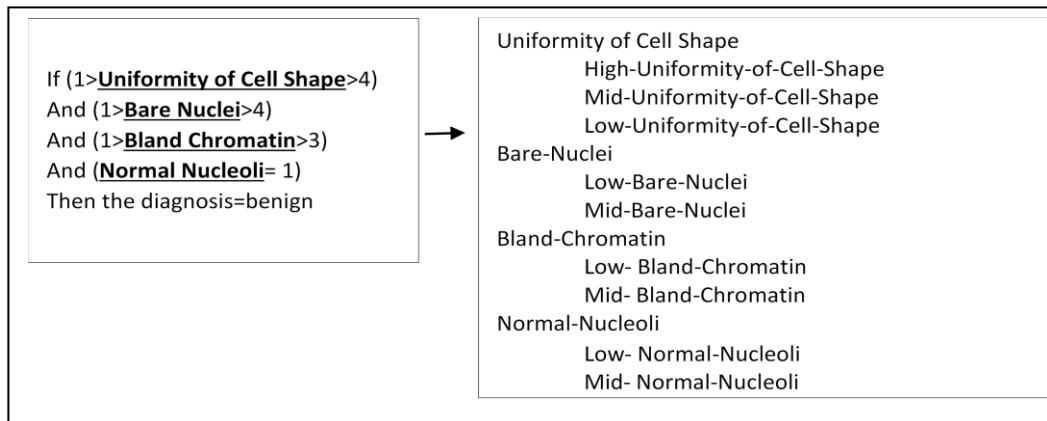 If (1>Uniformity of Cell Shape>4)
And (1>Bare Nuclei>4)
And (1>Bland Chromatin>3)
And (Normal Nucleoli= 1)
Then the diagnosis=benign
Uniformity of Cell Shape
High-Uniformity-of-Cell-Shape
Mid-Uniformity-of-Cell-Shape
Low-Uniformity-of-Cell-Shape
Bare-Nuclei
Low-Bare-Nuclei
Mid-Bare-Nuclei
Bland-Chromatin
Low- Bland-Chromatin
Mid- Bland-Chromatin
Normal-Nucleoli
Low- Normal-Nucleoli
Mid- Normal-Nucleoli